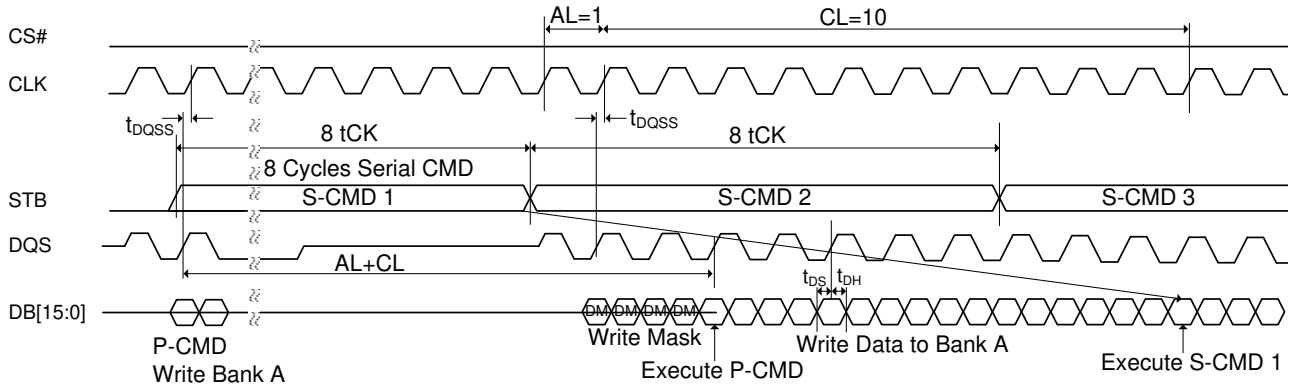 AL=1
CL=10
CS#
CLK
tDQSS
8 tCK
tDQSS
8 tCK
8 Cycles Serial CMD
STB
S-CMD 1
S-CMD 2
S-CMD 3
DQS
AL+CL
tDS
tDH
DB[15:0]
DM DM DM DM
P-CMD
Write Bank A
Write Mask
Execute P-CMD
Write Data to Bank A
Execute S-CMD 1